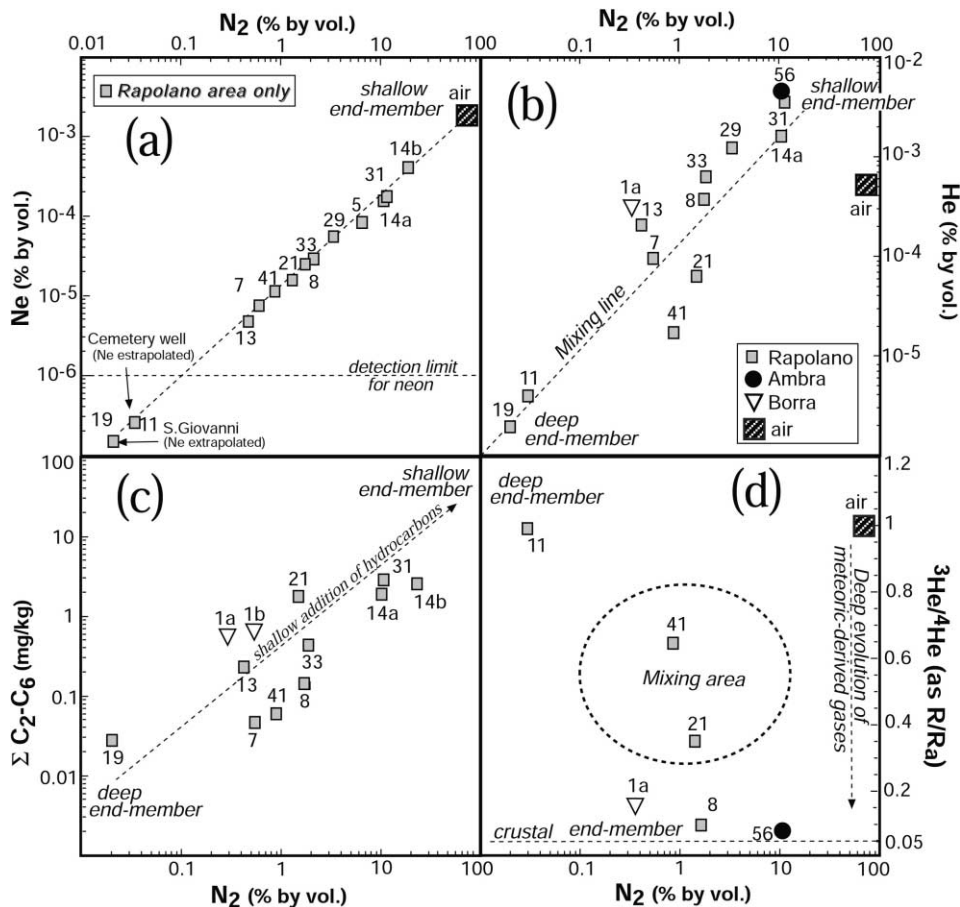 N2 (% by vol.)
N2 (% by vol.)
0.01 0.1 1 10 100
0.1 1 10 100
Rapolano area only
(a)
shallow
end-member
air
14b
31
14a
5
29
33
8
21
41
7
13
Cemetery well
(Ne estrapolated)
detection limit
for neon
19
11
S.Giovanni
(Ne extrapolated)
Ne (% by vol.)
10-3
10-4
10-5
10-6
(b)
56
shallow
end-member
31
14a
29
33
8
1a
13
7
21
41
air
Mixing line
11
19
deep
end-member
Rapolano
Ambra
Borra
air
10-2
10-3
10-4
10-5
He (% by vol.)
(c)
shallow
end-member
shallow addition of hydrocarbons
21
31
14a
14b
1a
1b
33
13
8
41
7
19
deep
end-member
100
10
1
0.1
0.01
Σ C2-C6 (mg/kg)
0.1 1 10
N2 (% by vol.)
(d)
deep
end-member
11
air
41
Mixing area
21
Deep evolution of
meteoric-derived gases
1a
8
56
crustal end-member
1.2
1
0.8
0.6
0.4
0.2
0.05
3He/4He (as R/Ra)
0.1 1 10 100
N2 (% by vol.)